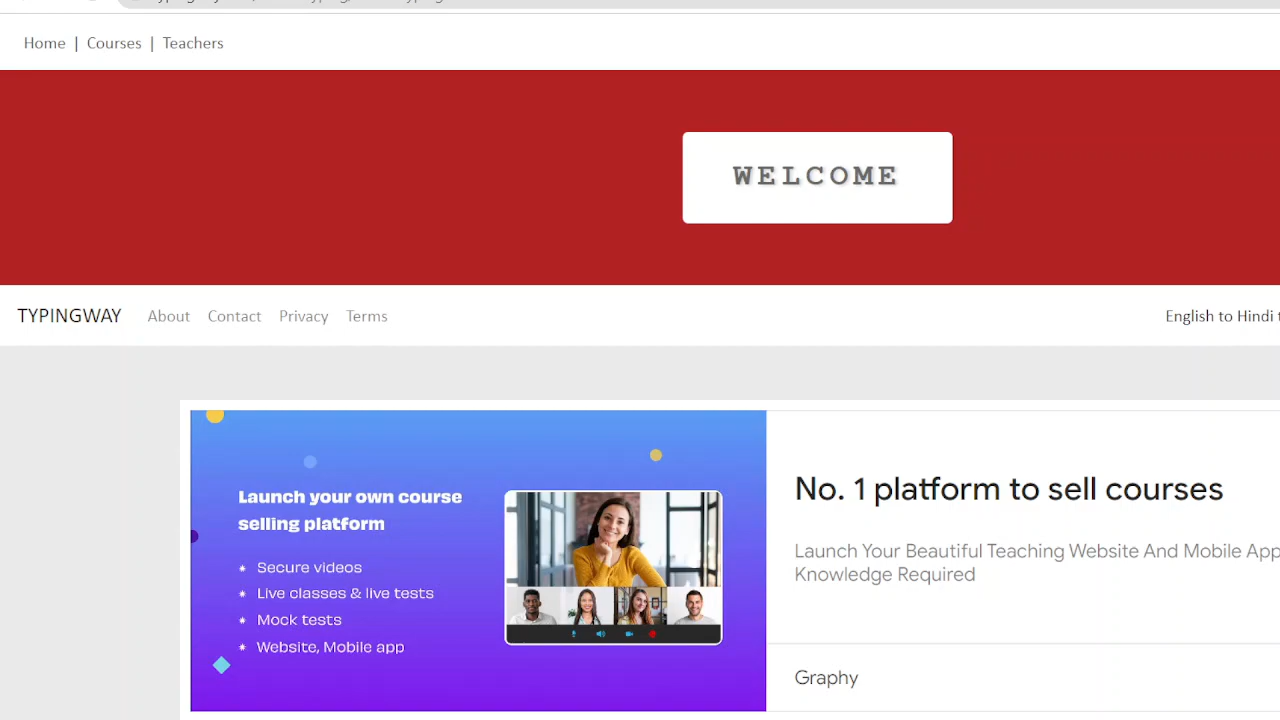 Home | Courses | Teachers
WELCOME
TYPINGWAY About Contact Privacy Terms
English to Hindi
Launch your own course
selling platform
* Secure videos
* Live classes & live tests
* Mock tests
* Website, Mobile app
No. 1 platform to sell courses
Launch Your Beautiful Teaching Website And Mobile App
Knowledge Required
Graphy